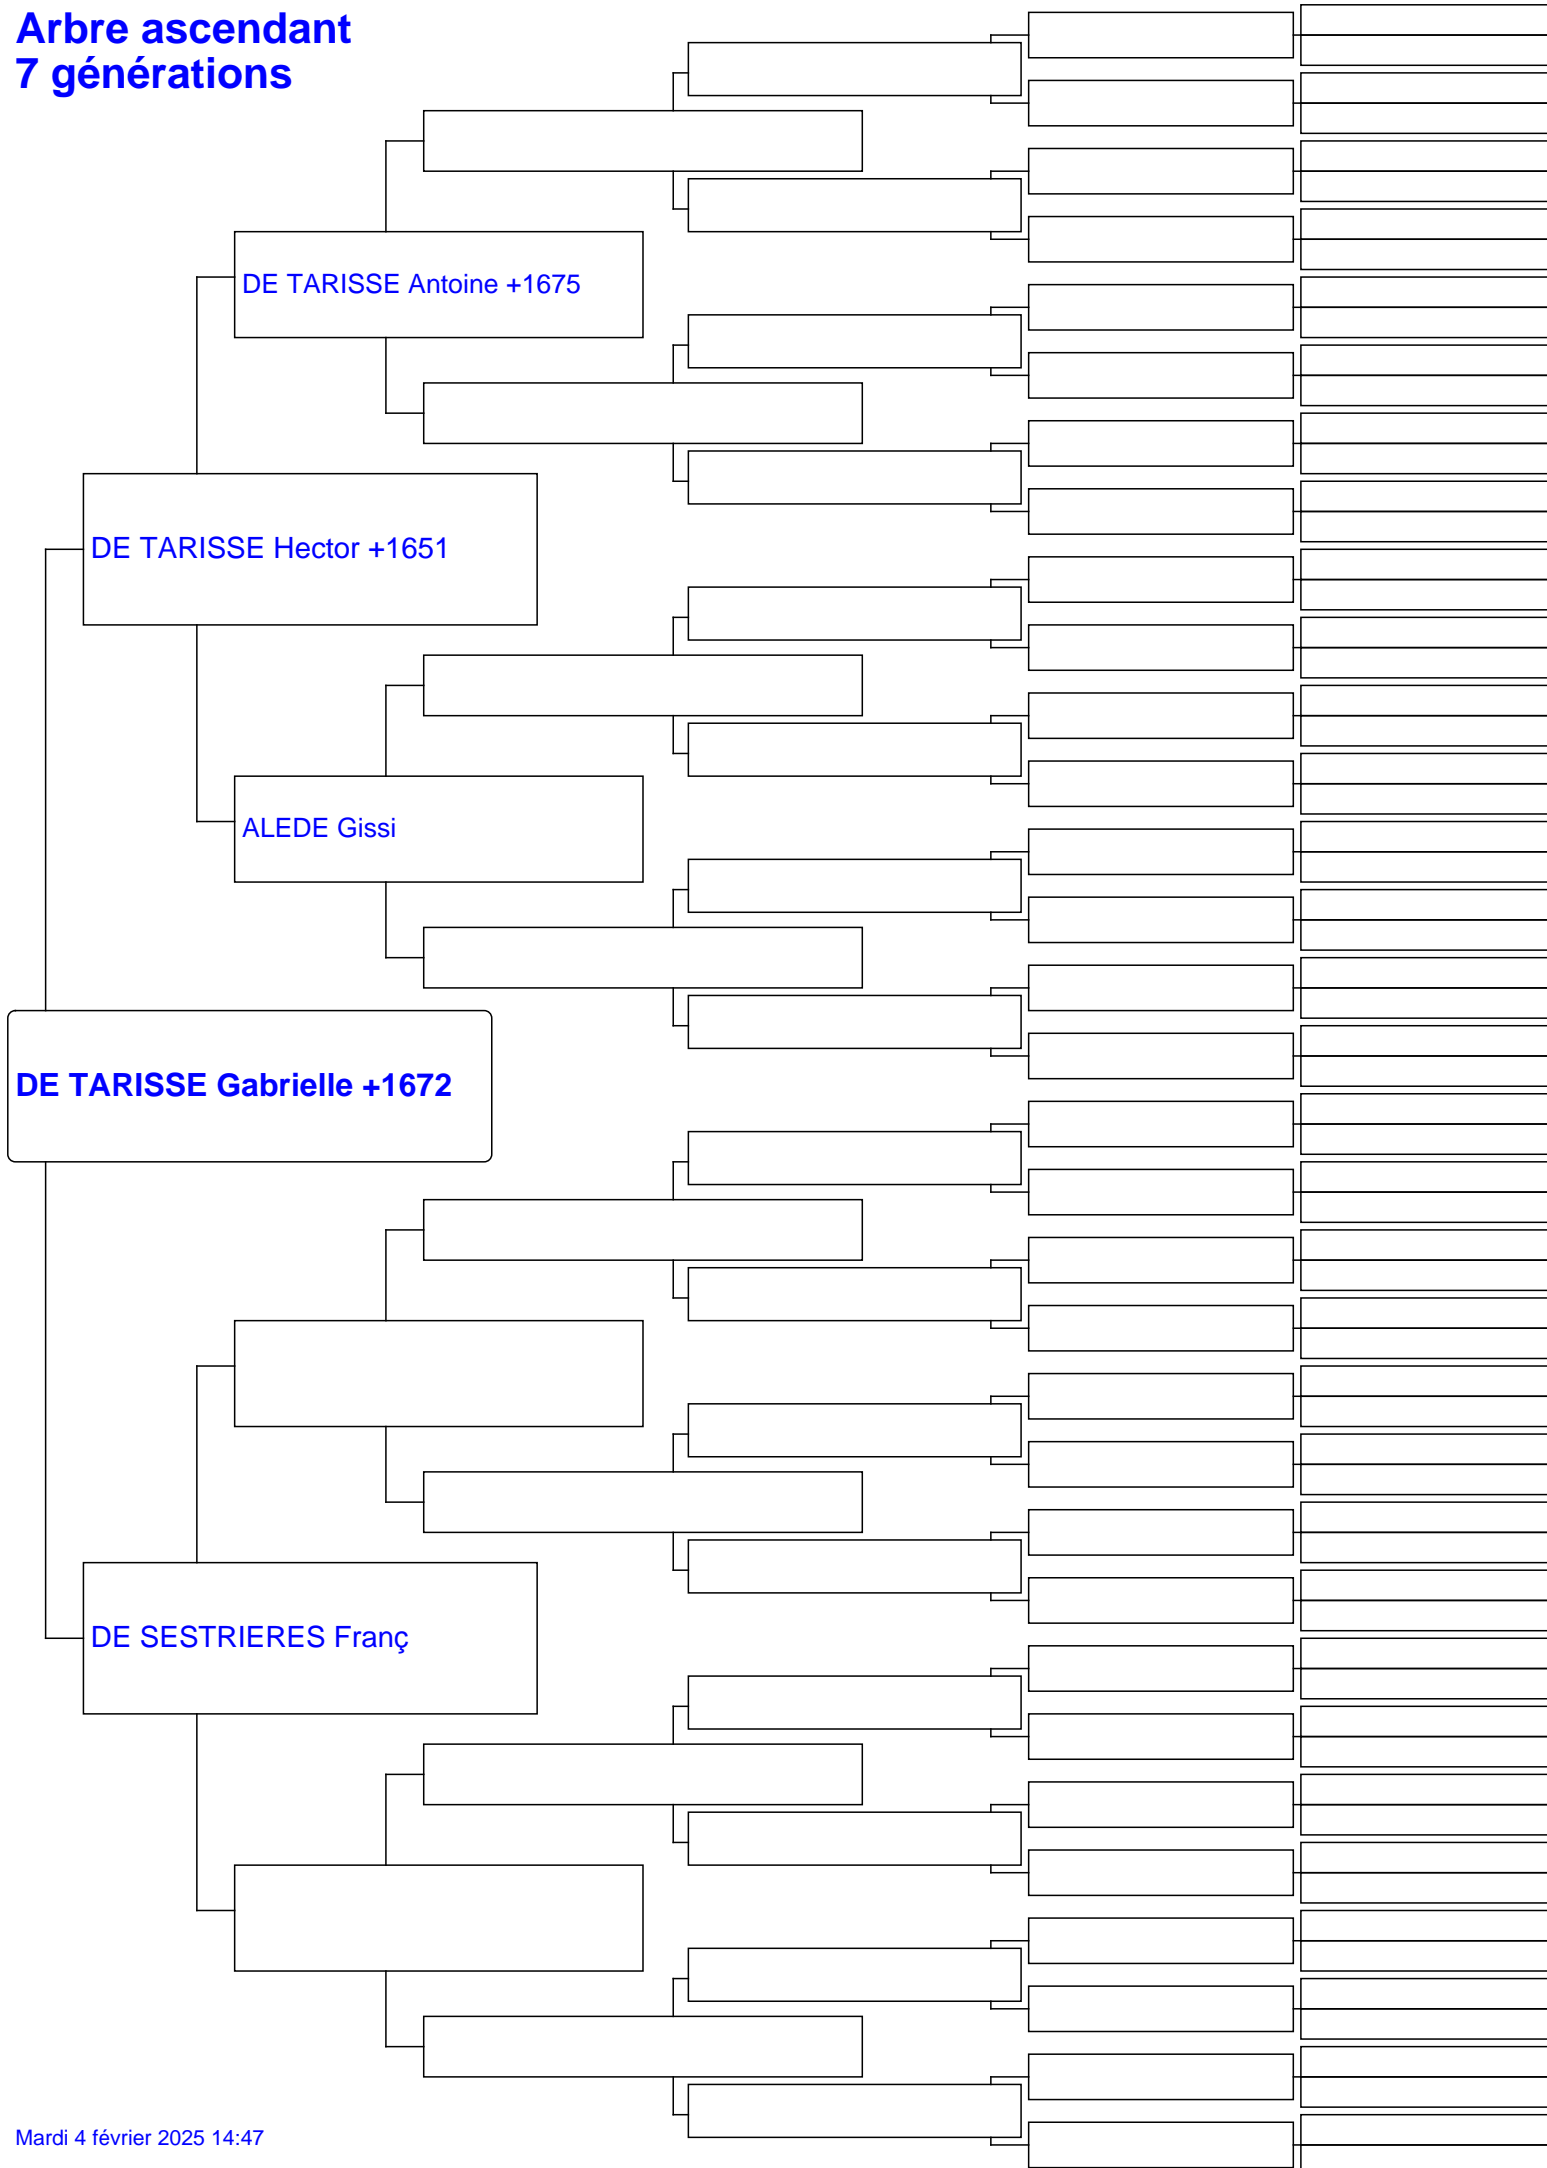 Arbre ascendant
7 générations
DE TARISSE Antoine +1675
DE TARISSE Hector +1651
ALEDE Gissi
DE TARISSE Gabrielle +1672
DE SESTRIERES Franç
Mardi 4 février 2025 14:47